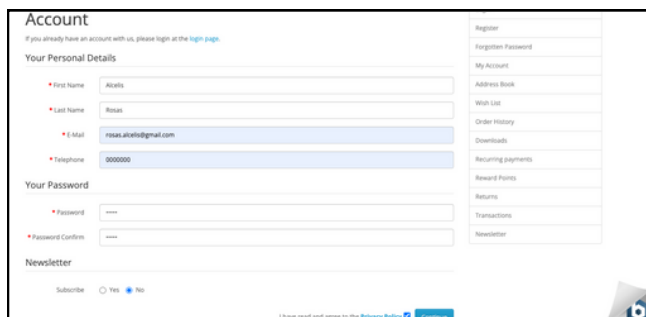 Account
If you already have an account with us, please login at the login page.
Your Personal Details
* First Name Alcelis
* Last Name Rosas
* E-Mail rosas.alcelis@gmail.com
* Telephone 0000000
Your Password
* Password ····
* Password Confirm ····
Newsletter
Subscribe Yes No
I have read and agree to the Privacy Policy Continue
Register
Forgotten Password
My Account
Address Book
Wish List
Order History
Downloads
Recurring payments
Reward Points
Returns
Transactions
Newsletter